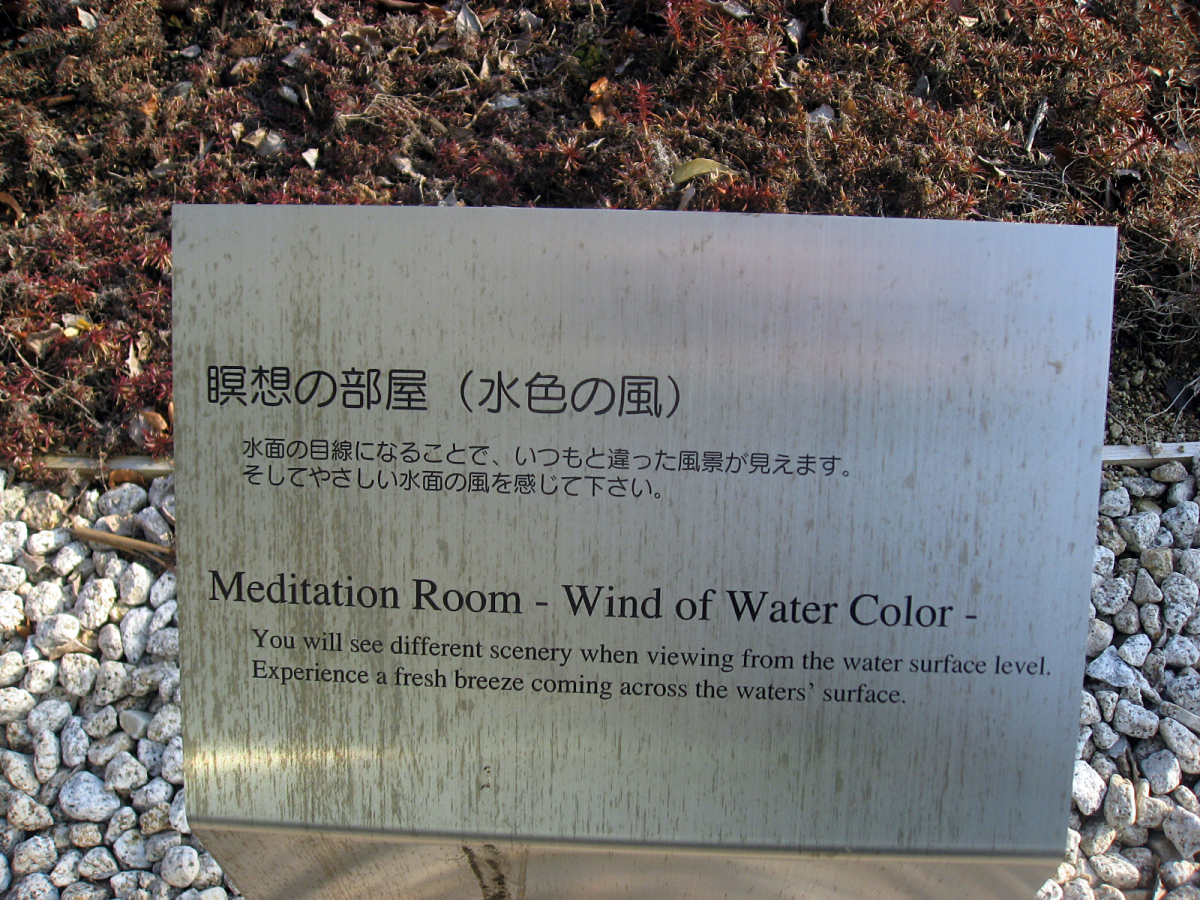 瞑想の部屋（水色の風）
水面の目線になることで、いつもと違った風景が見えます。
そしてやさしい水面の風を感じて下さい。
Meditation Room - Wind of Water Color -
You will see different scenery when viewing from the water surface level.
Experience a fresh breeze coming across the waters’ surface.